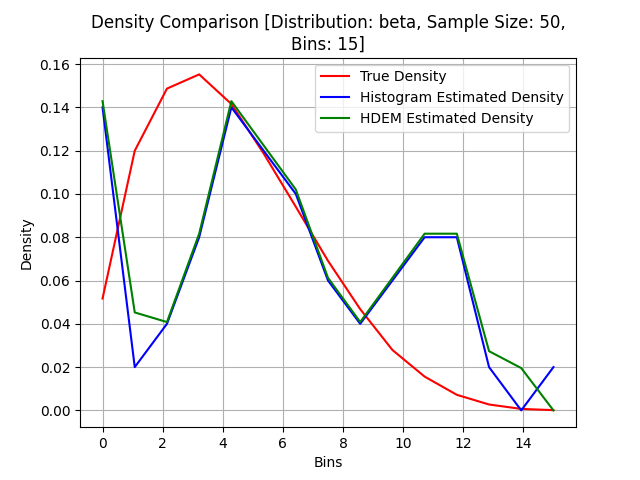 Density Comparison [Distribution: beta, Sample Size: 50,
Bins: 15]
True Density
Histogram Estimated Density
HDEM Estimated Density
Density
0.16
0.14
0.12
0.10
0.08
0.06
0.04
0.02
0.00
0 2 4 6 8 10 12 14
Bins